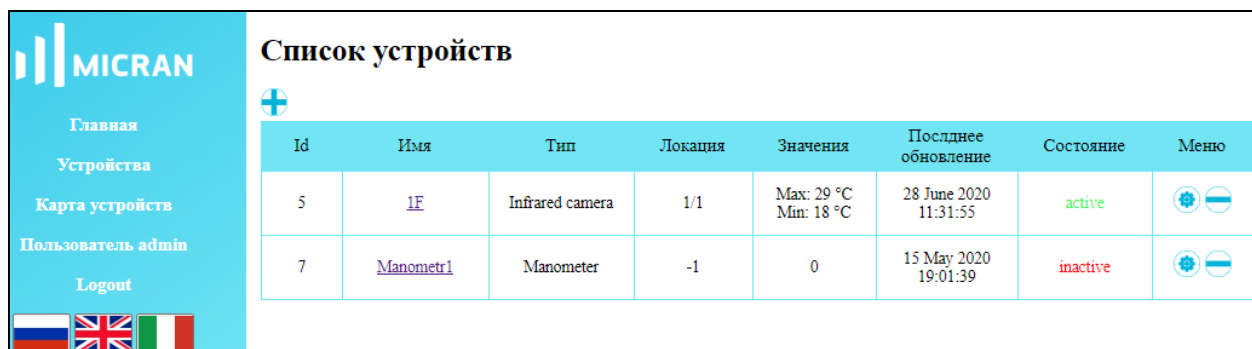 MICRAN
Главная
Устройства
Карта устройств
Пользователь admin
Logout
Список устройств
Id Имя Тип Локация Значения Послднее обновление Состояние Меню
5 1F Infrared camera 1/1 Max: 29 °C Min: 18 °C 28 June 2020 11:31:55 active
7 Manometr1 Manometer -1 0 15 May 2020 19:01:39 inactive